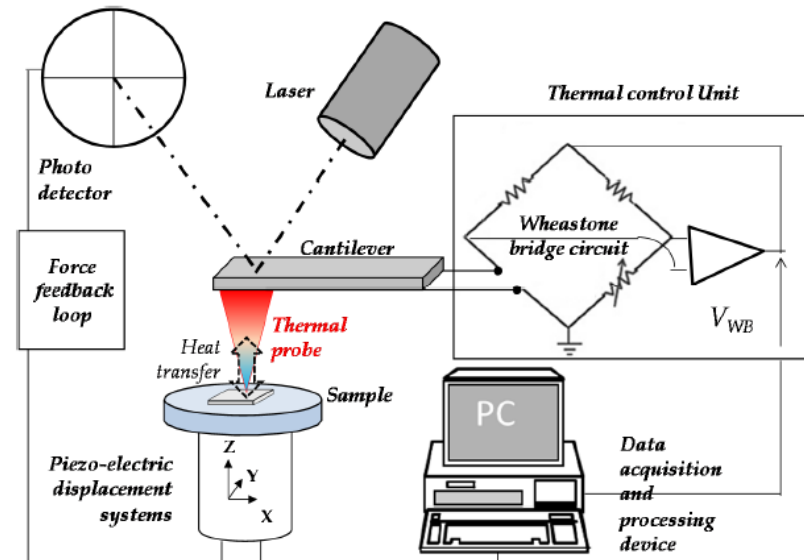 Laser
Thermal control Unit
Photo
detector
Wheastone
bridge circuit
Cantilever
Force
feedback
loop
V_WB
Thermal
probe
Heat
transfer
Sample
PC
Piezo-electric
displacement
systems
Z
Y
X
Data
acquisition
and
processing
device